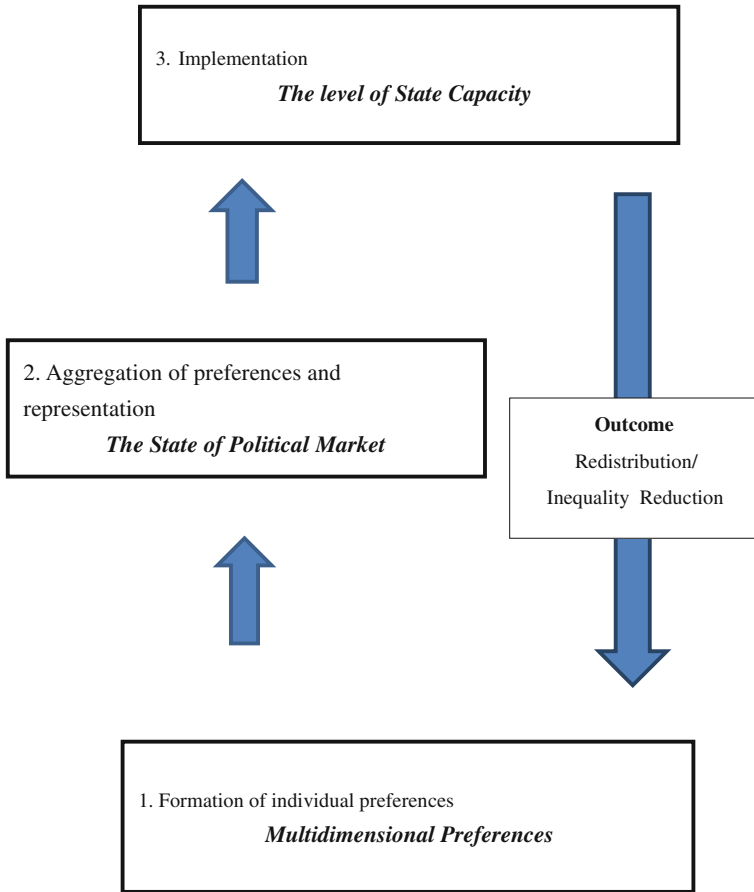 3. Implementation
The level of State Capacity
2. Aggregation of preferences and
representation
The State of Political Market
Outcome
Redistribution/
Inequality Reduction
1. Formation of individual preferences
Multidimensional Preferences